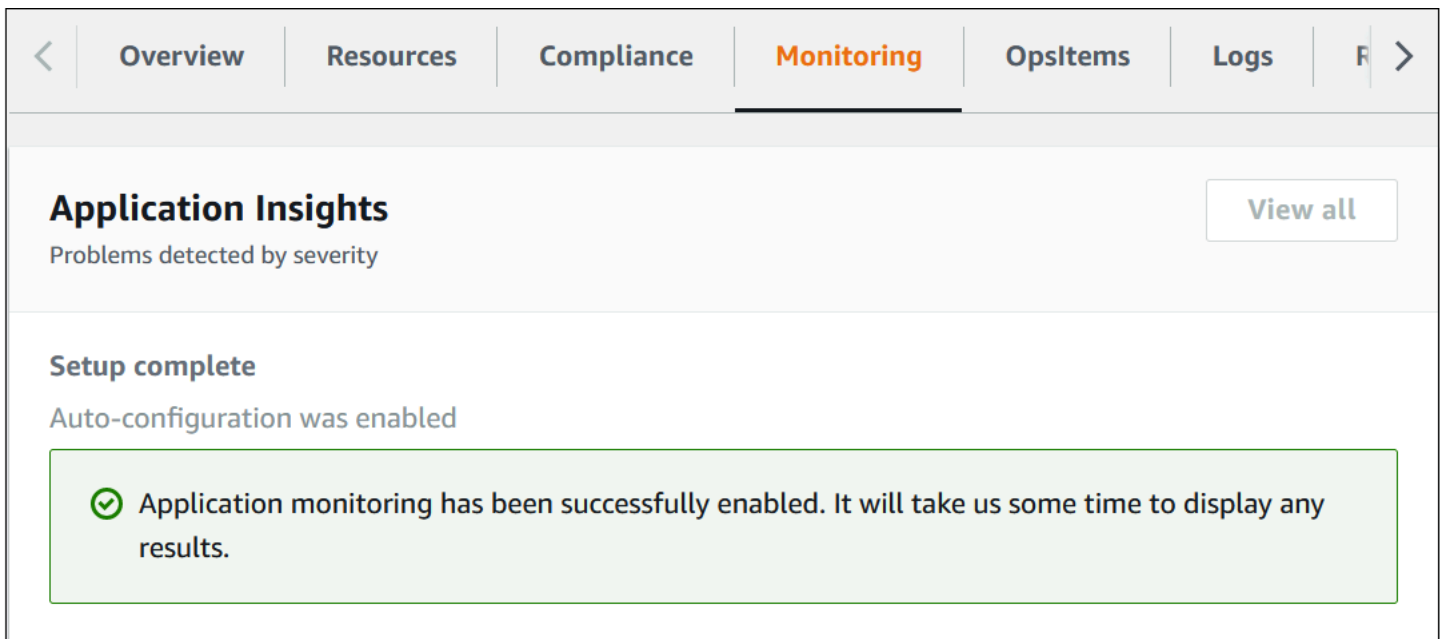 Overview Resources Compliance Monitoring OpsItems Logs
Application Insights
View all
Problems detected by severity
Setup complete
Auto-configuration was enabled
Application monitoring has been successfully enabled. It will take us some time to display any
results.